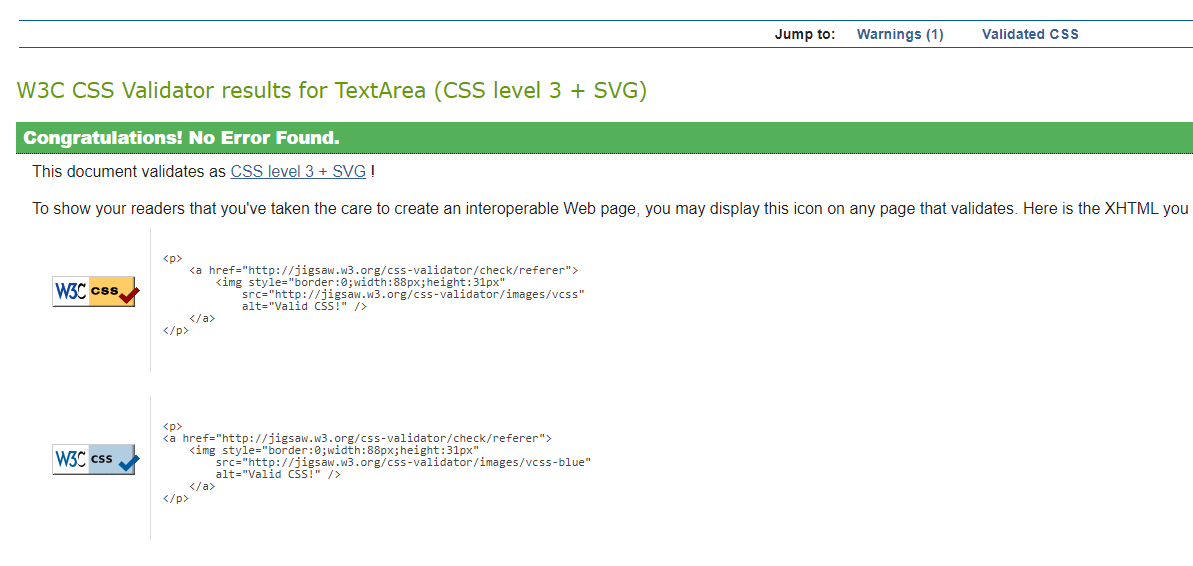 Jump to: Warnings (1) Validated CSS
W3C CSS Validator results for TextArea (CSS level 3 + SVG)
Congratulations! No Error Found.
This document validates as CSS level 3 + SVG !
To show your readers that you've taken the care to create an interoperable Web page, you may display this icon on any page that validates. Here is the XHTML you
W3C css
<p>
<a href="http://jigsaw.w3.org/css-validator/check/referer">
<img style="border:0;width:88px;height:31px"
src="http://jigsaw.w3.org/css-validator/images/vcss"
alt="Valid CSS!" />
</a>
</p>
W3C css
<p>
<a href="http://jigsaw.w3.org/css-validator/check/referer">
<img style="border:0;width:88px;height:31px"
src="http://jigsaw.w3.org/css-validator/images/vcss-blue"
alt="Valid CSS!" />
</a>
</p>